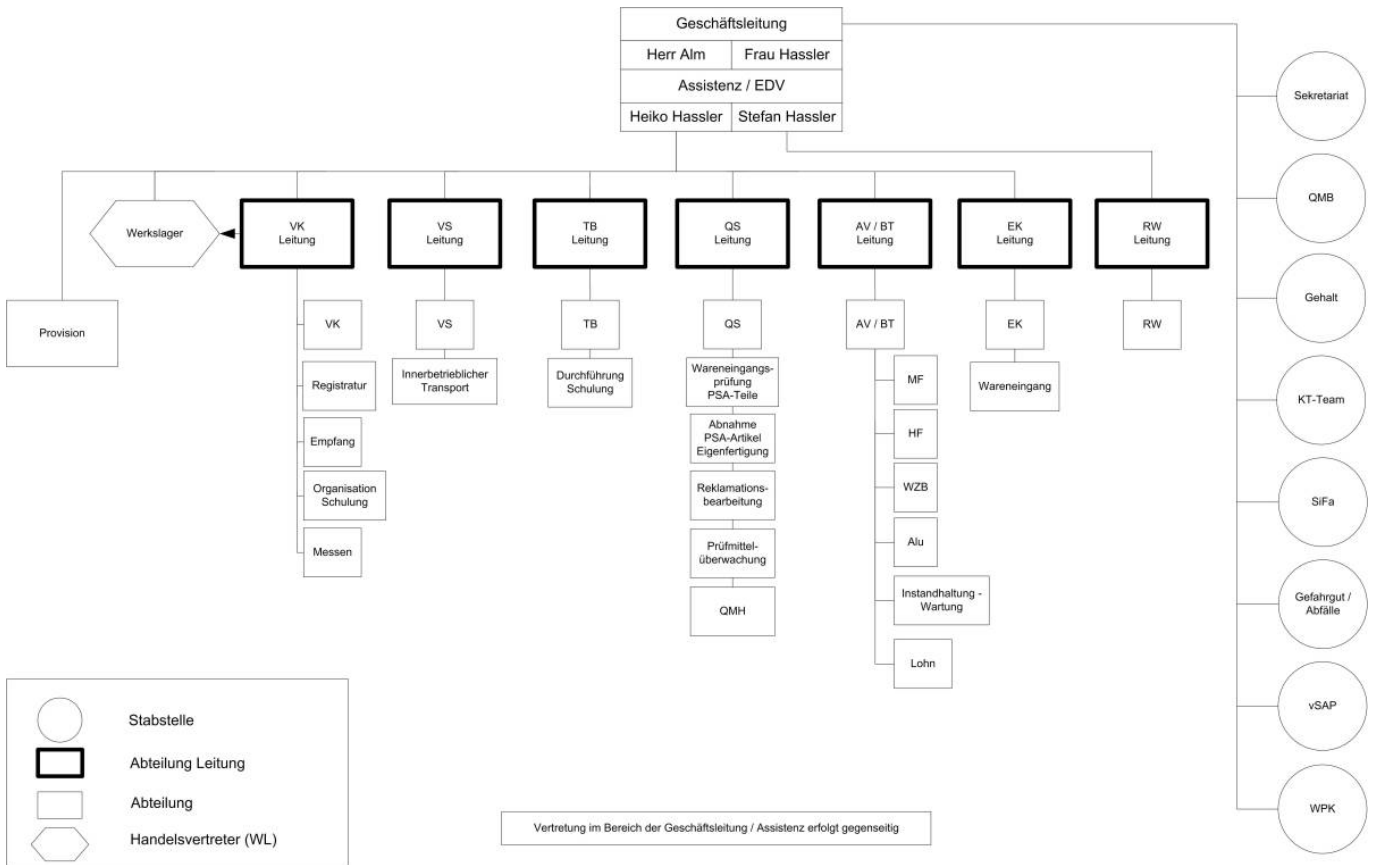 Geschäftsleitung
Herr Alm
Frau Hassler
Assistenz / EDV
Heiko Hassler
Stefan Hassler
Werkslager
VK
Leitung
VS
Leitung
TB
Leitung
QS
Leitung
AV / BT
Leitung
EK
Leitung
RW
Leitung
Provision
VK
Registratur
Empfang
Organisation
Schulung
Messen
VS
Innerbetrieblicher
Transport
TB
Durchführung
Schulung
QS
Wareneingangs-
prüfung
PSA-Teile
Abnahme
PSA-Artikel
Eigenfertigung
Reklamations-
bearbeitung
Prüfmittel-
überwachung
QMH
AV / BT
MF
HF
WZB
Alu
Instandhaltung -
Wartung
Lohn
EK
Wareneingang
RW
Sekretariat
QMB
Gehalt
KT-Team
SiFa
Gefahrgut /
Abfälle
vSAP
WPK
Stabstelle
Abteilung Leitung
Abteilung
Handelsvertreter (WL)
Vertretung im Bereich der Geschäftsleitung / Assistenz erfolgt gegenseitig